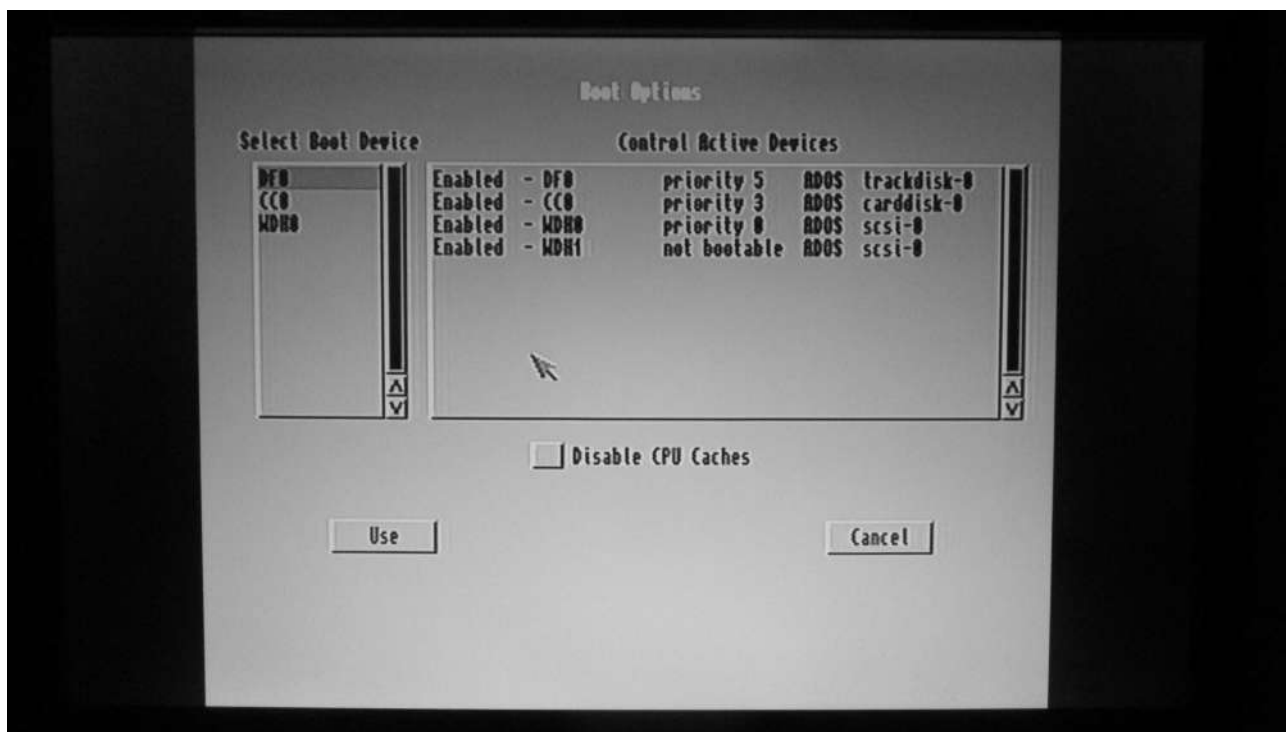 Boot Options
Select Boot Device
Control Active Devices
DF0
CC0
WDH0
Enabled - DF0 priority 5 ADOS trackdisk-0
Enabled - CC0 priority 3 ADOS carddisk-0
Enabled - WDH0 priority 0 ADOS scsi-0
Enabled - WDH1 not bootable ADOS scsi-0
Disable CPU Caches
Use
Cancel